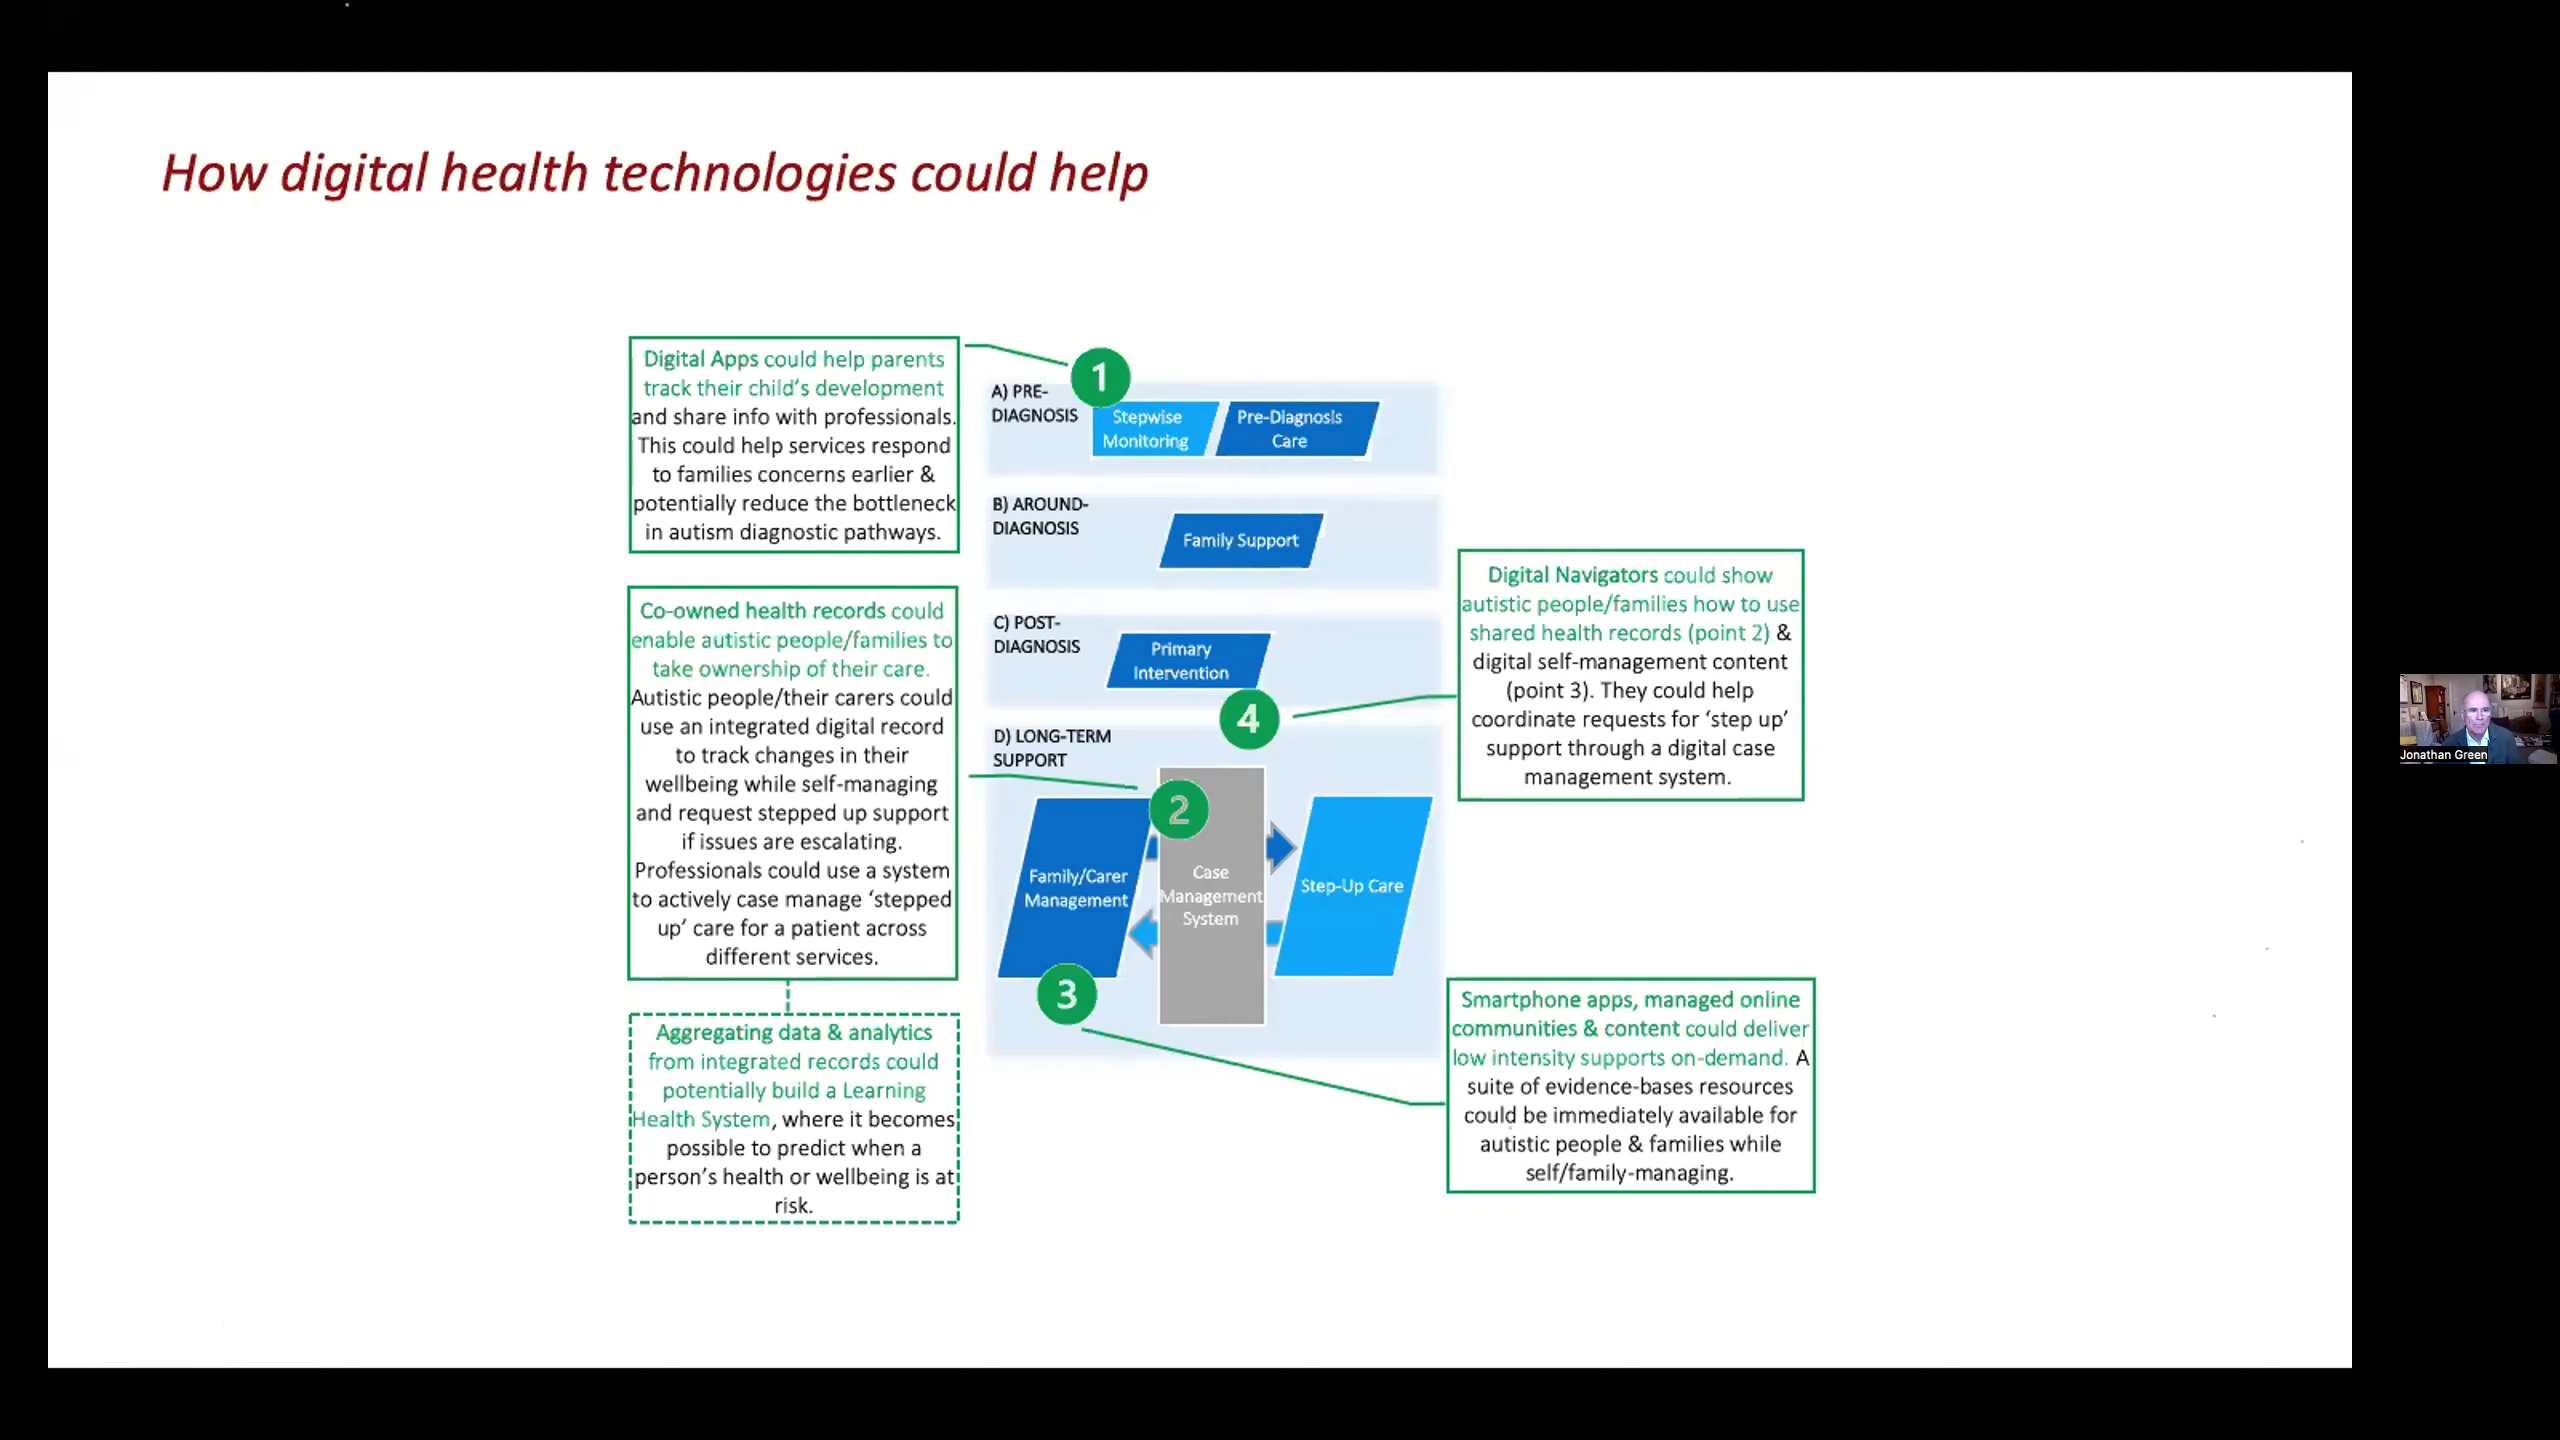 How digital health technologies could help
Digital Apps could help parents
track their child's development
and share info with professionals.
This could help services respond
to families concerns earlier &
potentially reduce the bottleneck
in autism diagnostic pathways.
1
A) PRE-
DIAGNOSIS
Stepwise
Monitoring
Pre-Diagnosis
Care
B) AROUND-
DIAGNOSIS
Family Support
Co-owned health records could
enable autistic people/families to
take ownership of their care.
Autistic people/their carers could
use an integrated digital record
to track changes in their
wellbeing while self-managing
and request stepped up support
if issues are escalating.
Professionals could use a system
to actively case manage ‘stepped
up’ care for a patient across
different services.
C) POST-
DIAGNOSIS
Primary
Intervention
4
Digital Navigators could show
autistic people/families how to use
shared health records (point 2) &
digital self-management content
(point 3). They could help
coordinate requests for ‘step up’
support through a digital case
management system.
D) LONG-TERM
SUPPORT
2
Family/Carer
Management
Case
Management
System
Step-Up Care
3
Aggregating data & analytics
from integrated records could
potentially build a Learning
Health System, where it becomes
possible to predict when a
person's health or wellbeing is at
risk.
Smartphone apps, managed online
communities & content could deliver
low intensity supports on-demand. A
suite of evidence-bases resources
could be immediately available for
autistic people & families while
self/family-managing.
Jonathan Green